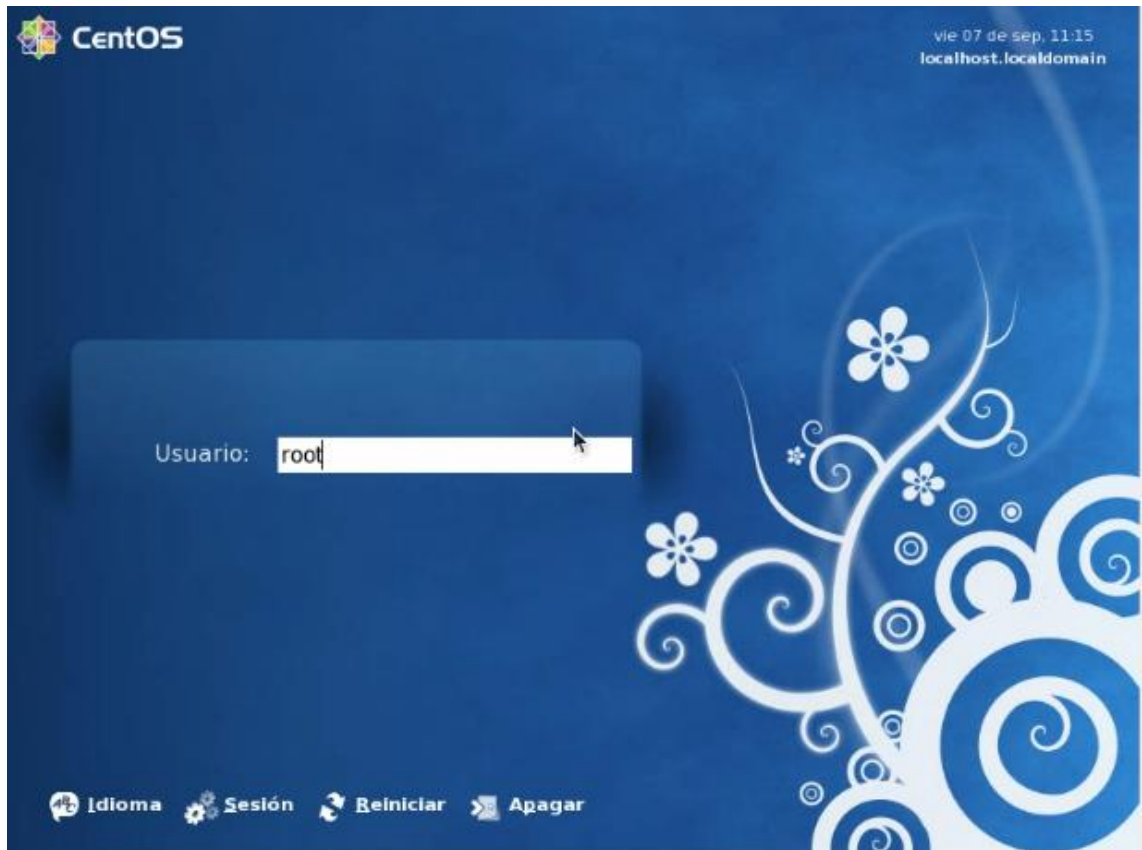 CentOS
vie 07 de sep, 11:15
localhost.localdomain
Usuario: root
Idioma Sesión Reiniciar Apagar